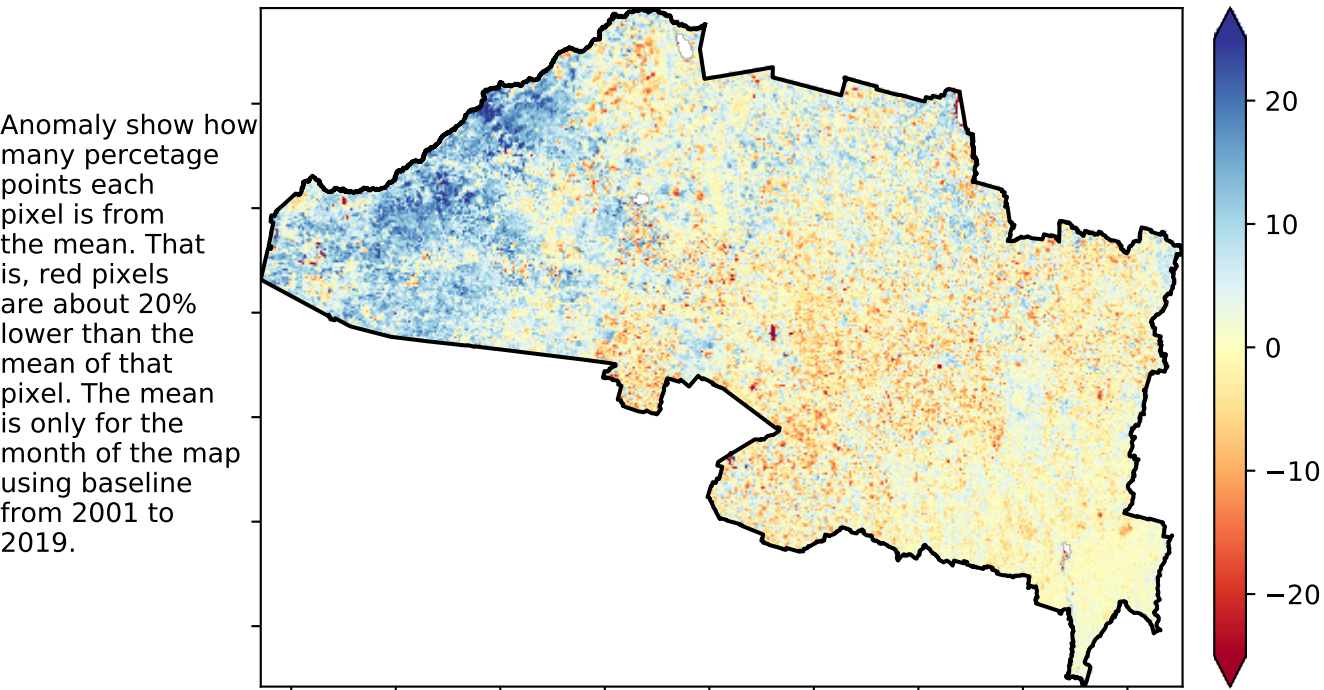 Anomaly show how
many percetage
points each
pixel is from
the mean. That
is, red pixels
are about 20%
lower than the
mean of that
pixel. The mean
is only for the
month of the map
using baseline
from 2001 to
2019.
20
10
0
−10
−20